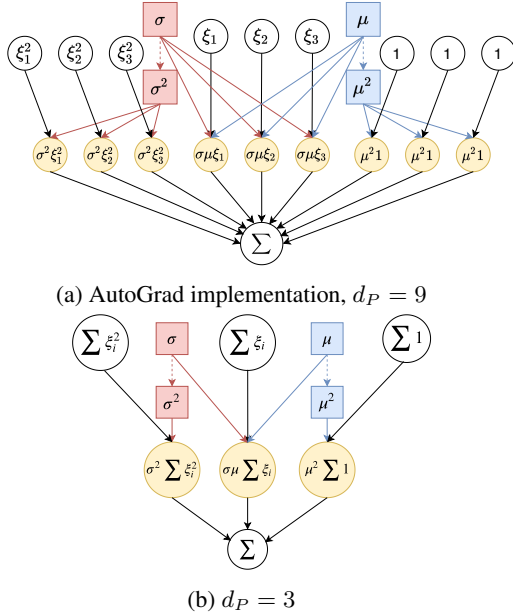 σ μ
ξ₁² ξ₂² ξ₃² ξ₁ ξ₂ ξ₃ 1 1 1
σ² μ²
σ²ξ₁² σ²ξ₂² σ²ξ₃² σμξ₁ σμξ₂ σμξ₃ μ²1 μ²1 μ²1
∑
(a) AutoGrad implementation, d_P = 9
∑ ξᵢ² σ ∑ ξᵢ μ ∑ 1
σ² μ²
σ² ∑ ξᵢ² σμ ∑ ξᵢ μ² ∑ 1
∑
(b) d_P = 3